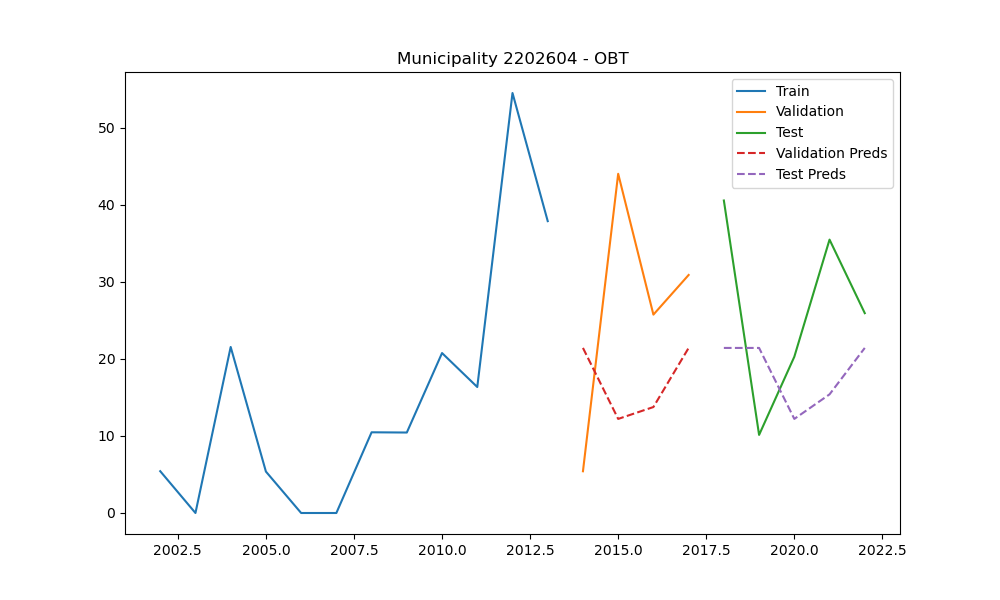 Municipality 2202604 - OBT
Train
Validation
Test
Validation Preds
Test Preds
50
40
30
20
10
0
2002.5 2005.0 2007.5 2010.0 2012.5 2015.0 2017.5 2020.0 2022.5